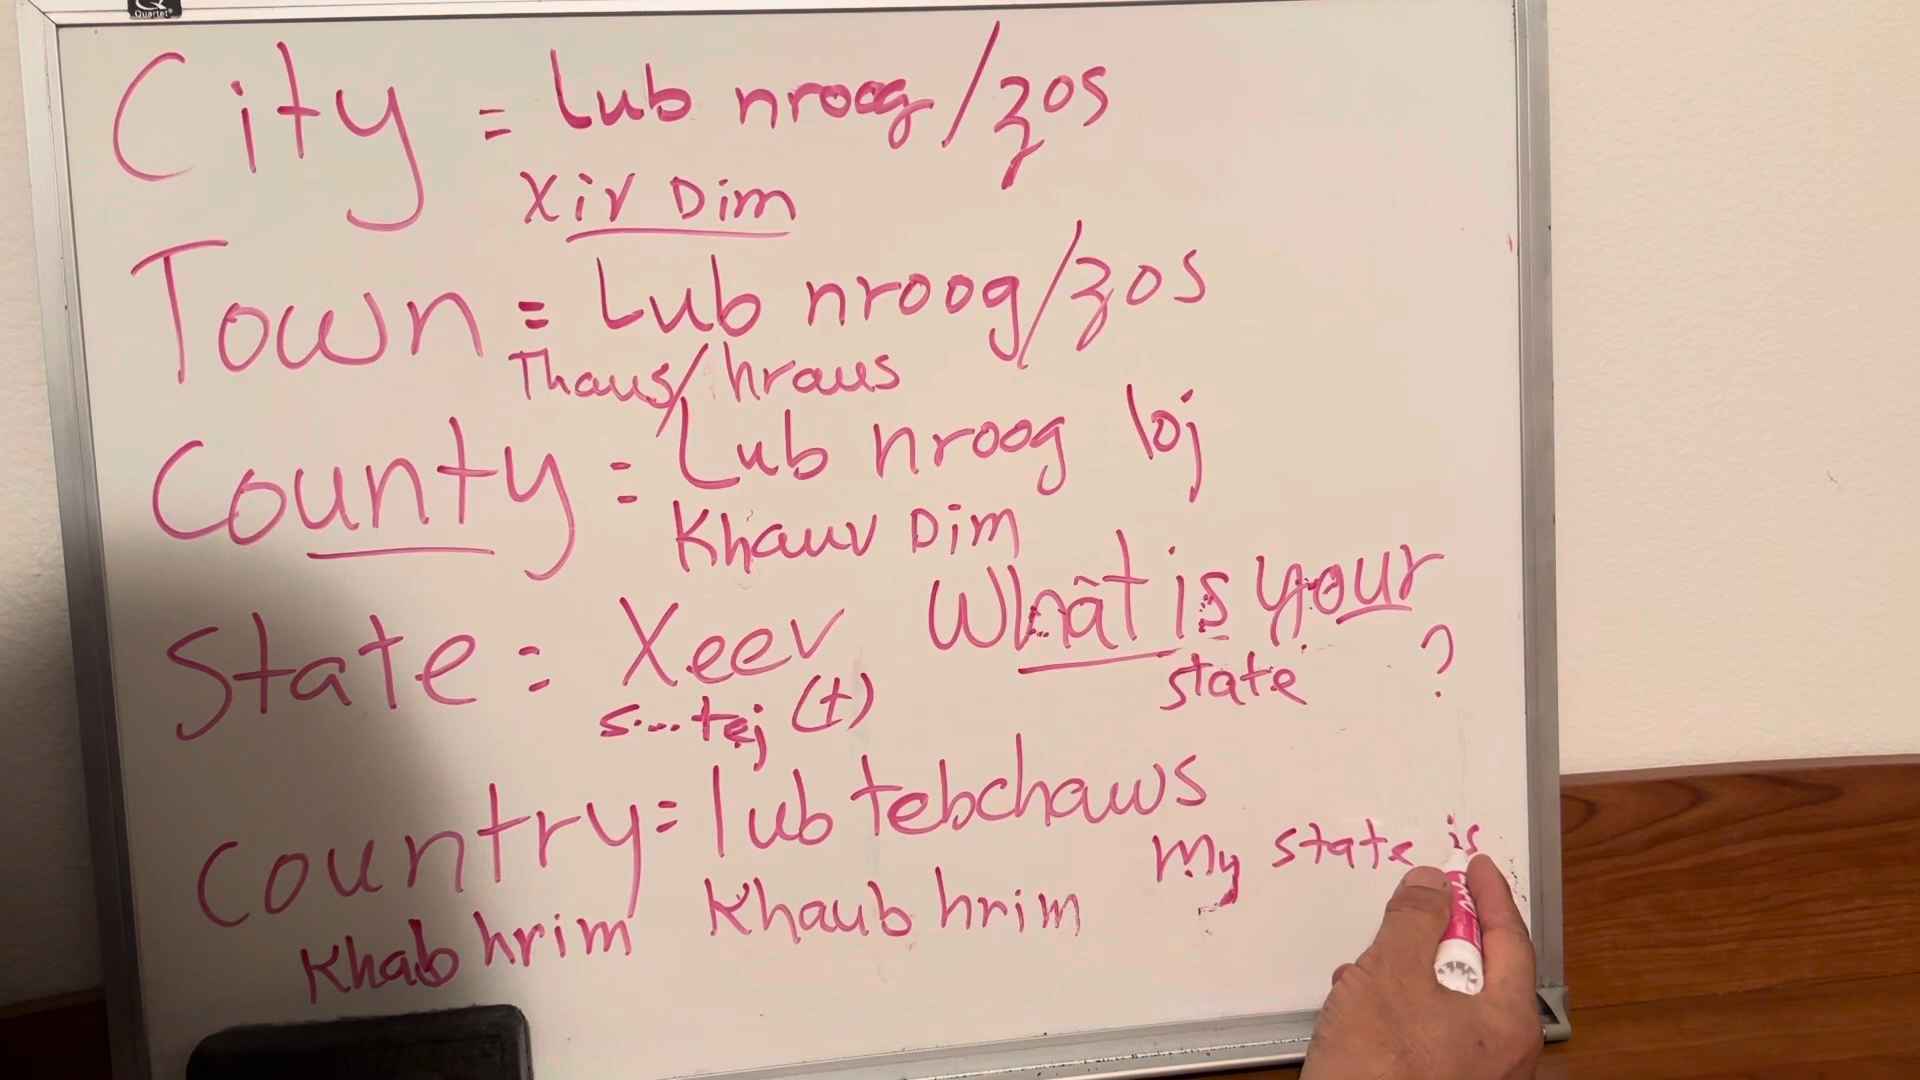 Quartet
City = Lub nroog/zos
Xiv Dim
Town = Lub nroog/zos
Thaus/hraus
County = Lub nroog loj
Khauv Dim
State = Xeev
s...tej (t)
What is your
state ?
Country = lub tebchaws
Khab hrim Khaub hrim
My state is